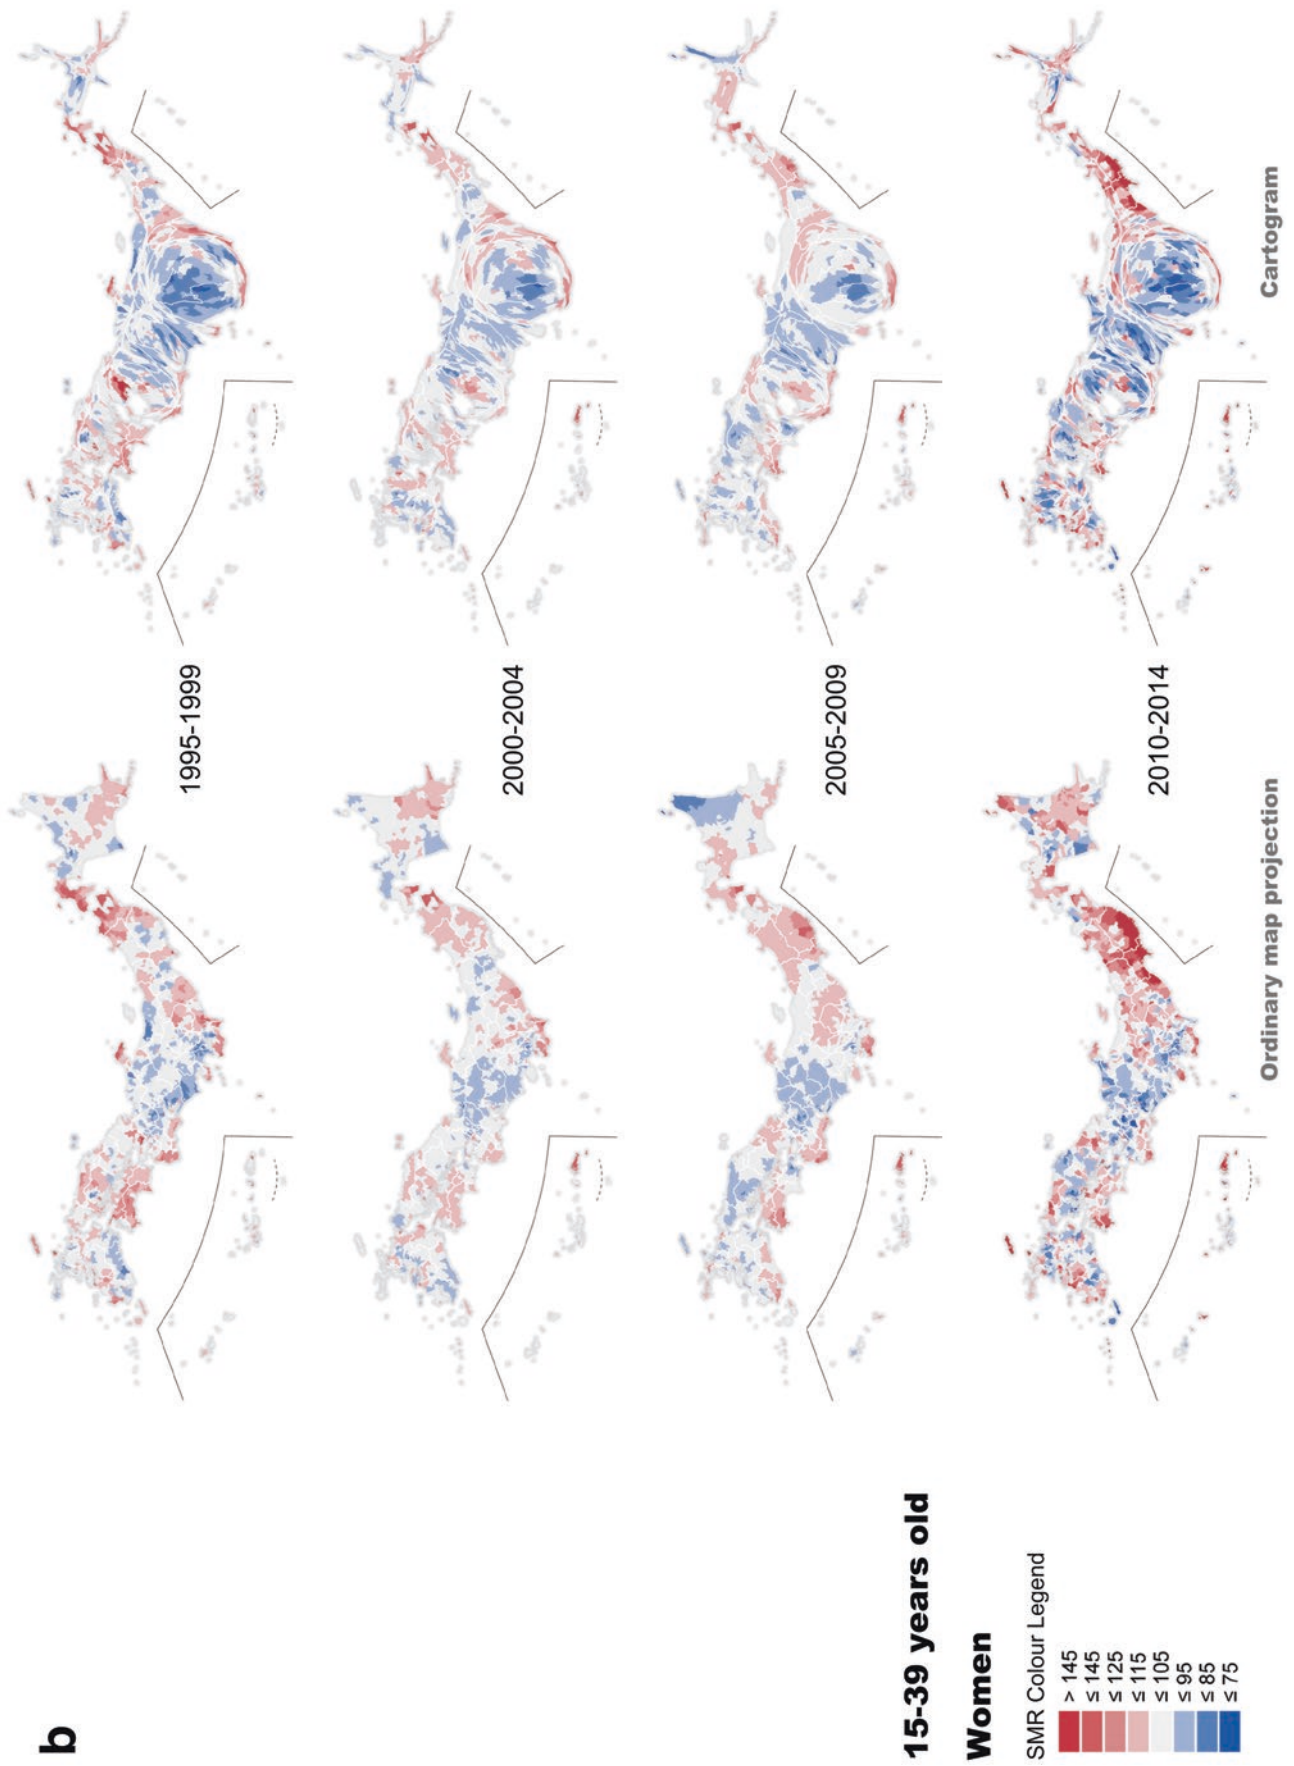 b
1995-1999
2000-2004
2005-2009
2010-2014
Ordinary map projection
Cartogram
15-39 years old
Women
SMR Colour Legend
> 145
≤ 145
≤ 125
≤ 115
≤ 105
≤ 95
≤ 85
≤ 75